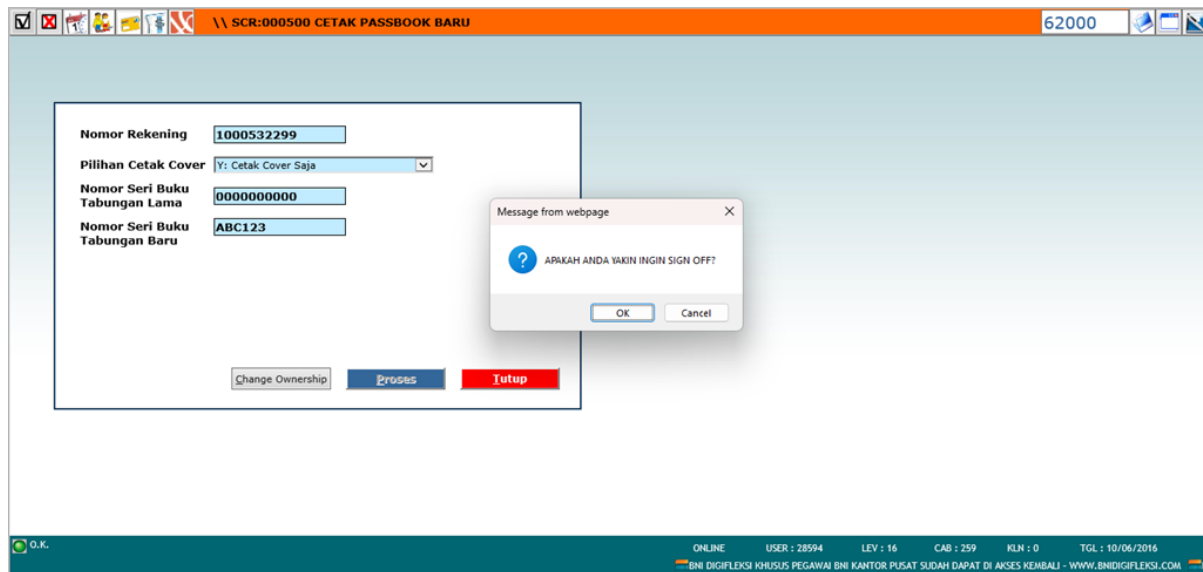 \\ SCR:000500 CETAK PASSBOOK BARU
62000
Nomor Rekening 1000532299
Pilihan Cetak Cover Y: Cetak Cover Saja
Nomor Seri Buku
Tabungan Lama 0000000000
Nomor Seri Buku
Tabungan Baru ABC123
Message from webpage
APAKAH ANDA YAKIN INGIN SIGN OFF?
OK Cancel
Change Ownership Proses Tutup
O.K.
ONLINE USER : 28594 LEV : 16 CAB : 259 KLN : 0 TGL : 10/06/2016
BNI DIGIFLEKSI KHUSUS PEGAWAI BNI KANTOR PUSAT SUDAH DAPAT DI AKSES KEMBALI - WWW.BNIDIGIFLEKSI.COM